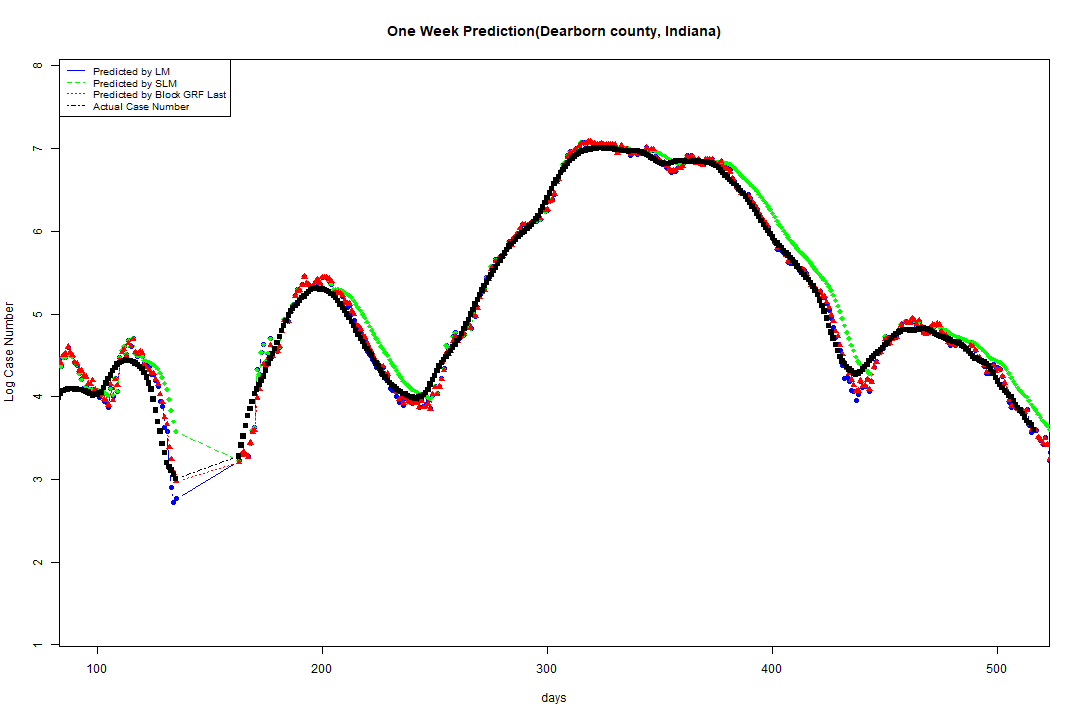 One Week Prediction(Dearborn county, Indiana)
Predicted by LM
Predicted by SLM
Predicted by Block GRF Last
Actual Case Number
Log Case Number
8
7
6
5
4
3
2
1
100 200 300 400 500
days